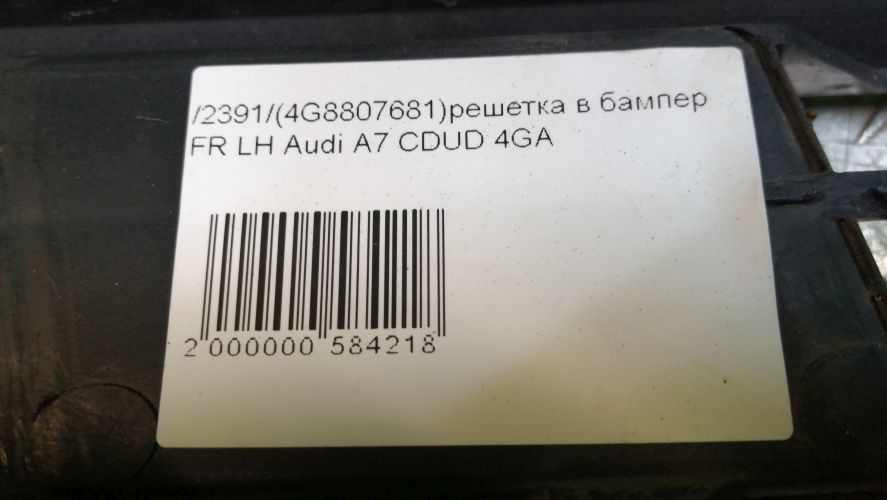 /2391/(4G8807681)решетка в бампер
FR LH Audi A7 CDUD 4GA
2 000000 584218